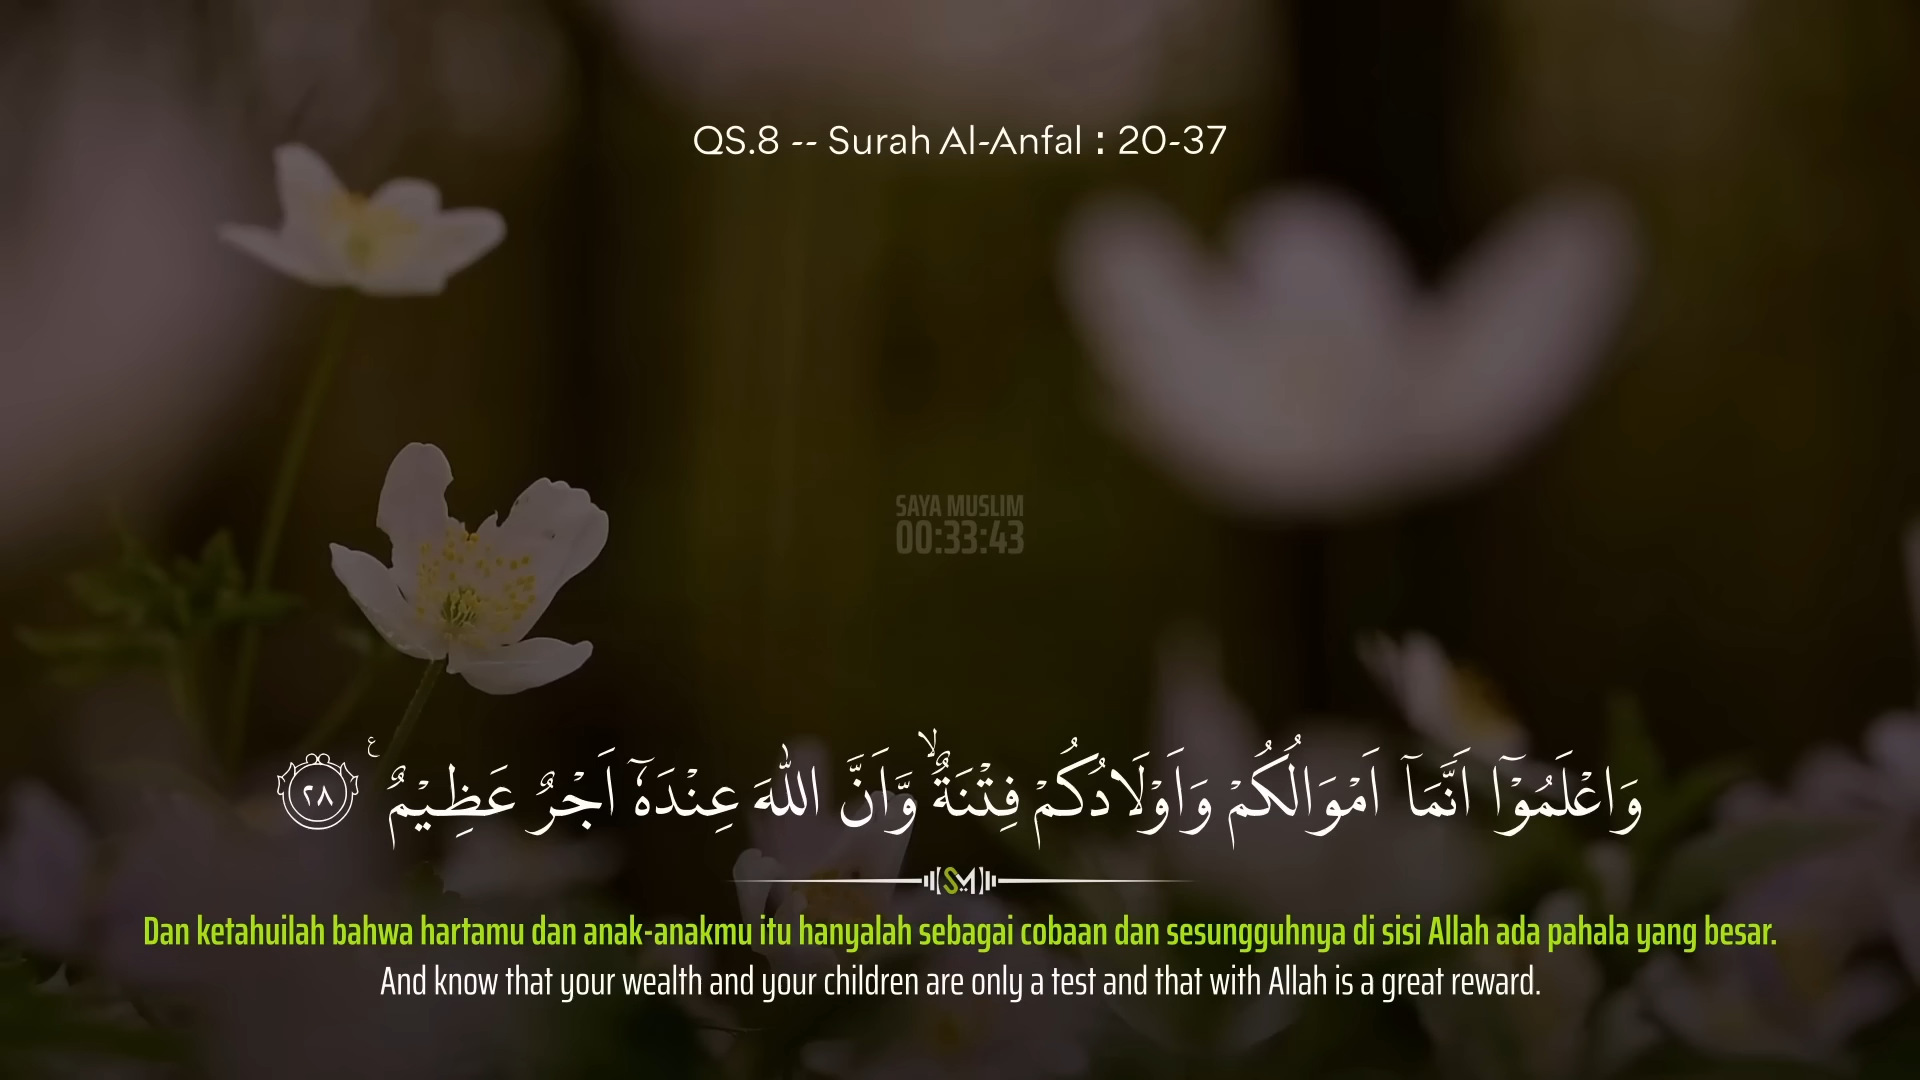 QS.8 -- Surah Al-Anfal : 20-37
SAYA MUSLIM
00:33:43
وَاعْلَمُوْٓا اَنَّمَآ اَمْوَالُكُمْ وَاَوْلَادُكُمْ فِتْنَةٌ ۙوَّاَنَّ اللّٰهَ عِنْدَهٗٓ اَجْرٌ عَظِيْمٌ ࣖ ٢٨
SM
Dan ketahuilah bahwa hartamu dan anak-anakmu itu hanyalah sebagai cobaan dan sesungguhnya di sisi Allah ada pahala yang besar.
And know that your wealth and your children are only a test and that with Allah is a great reward.